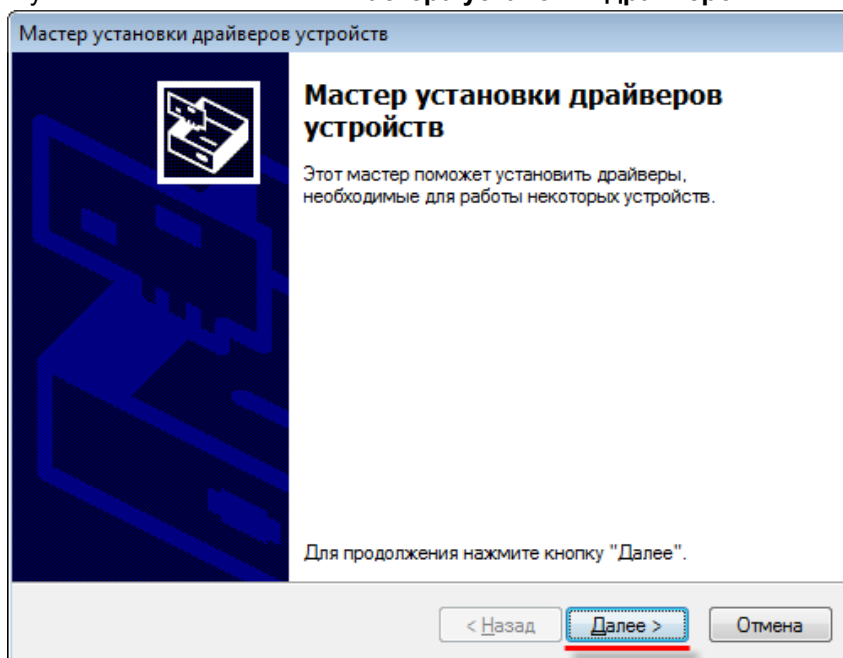 Мастер установки драйверов устройств
Мастер установки драйверов
устройств
Этот мастер поможет установить драйверы,
необходимые для работы некоторых устройств.
Для продолжения нажмите кнопку "Далее".
< Назад
Далее >
Отмена